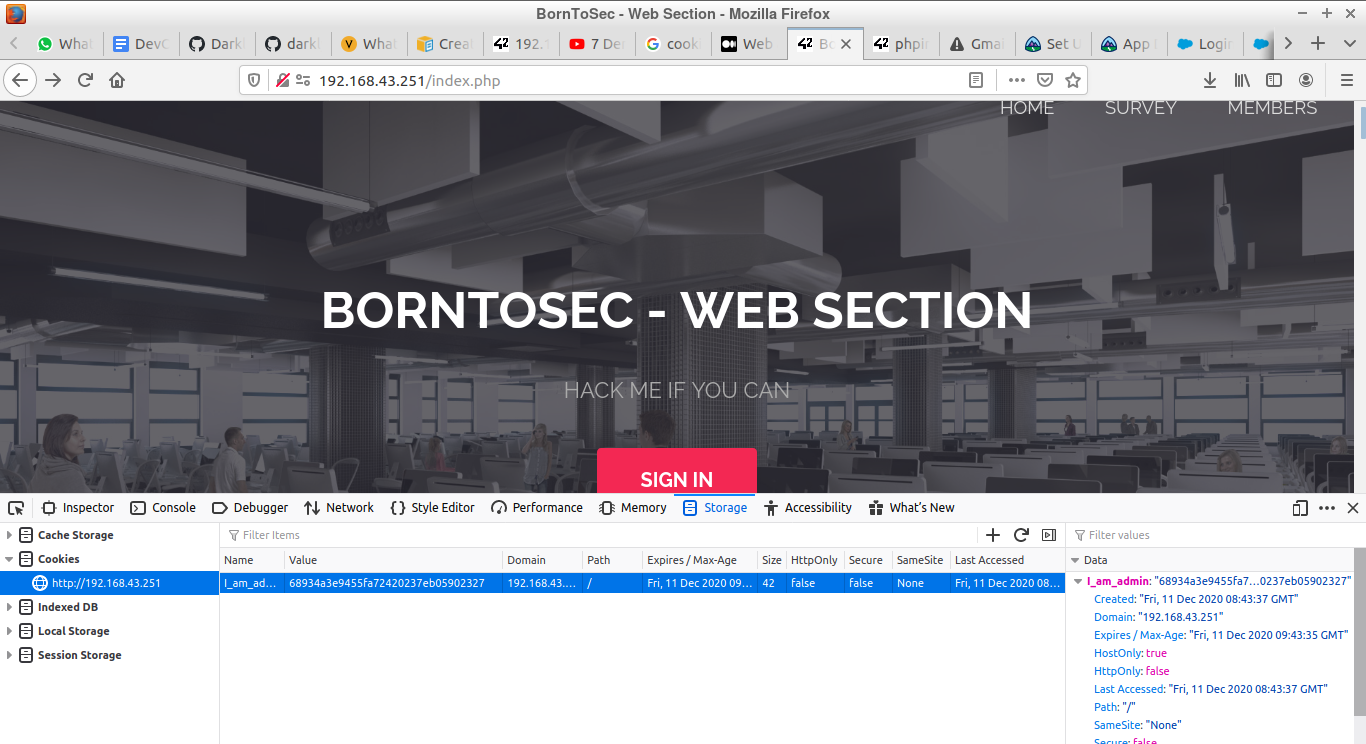 BornToSec - Web Section - Mozilla Firefox
What DevC Dark darkl What Crea 192.1 7 De cook Web Bo phpin Gmai Set U App Login
192.168.43.251/index.php
HOME SURVEY MEMBERS
BORNTOSEC - WEB SECTION
HACK ME IF YOU CAN
SIGN IN
Inspector Console Debugger Network Style Editor Performance Memory Storage Accessibility What's New
Cache Storage
Cookies
http://192.168.43.251
Indexed DB
Local Storage
Session Storage
Filter Items
Name Value Domain Path Expires / Max-Age Size HttpOnly Secure SameSite Last Accessed
I_am_ad... 68934a3e9455fa72420237eb05902327 192.168.43.... / Fri, 11 Dec 2020 09... 42 false false None Fri, 11 Dec 2020 08...
Filter values
Data
I_am_admin: "68934a3e9455fa7...0237eb05902327"
Created: "Fri, 11 Dec 2020 08:43:37 GMT"
Domain: "192.168.43.251"
Expires / Max-Age: "Fri, 11 Dec 2020 09:43:35 GMT"
HostOnly: true
HttpOnly: false
Last Accessed: "Fri, 11 Dec 2020 08:43:37 GMT"
Path: "/"
SameSite: "None"
Secure: false